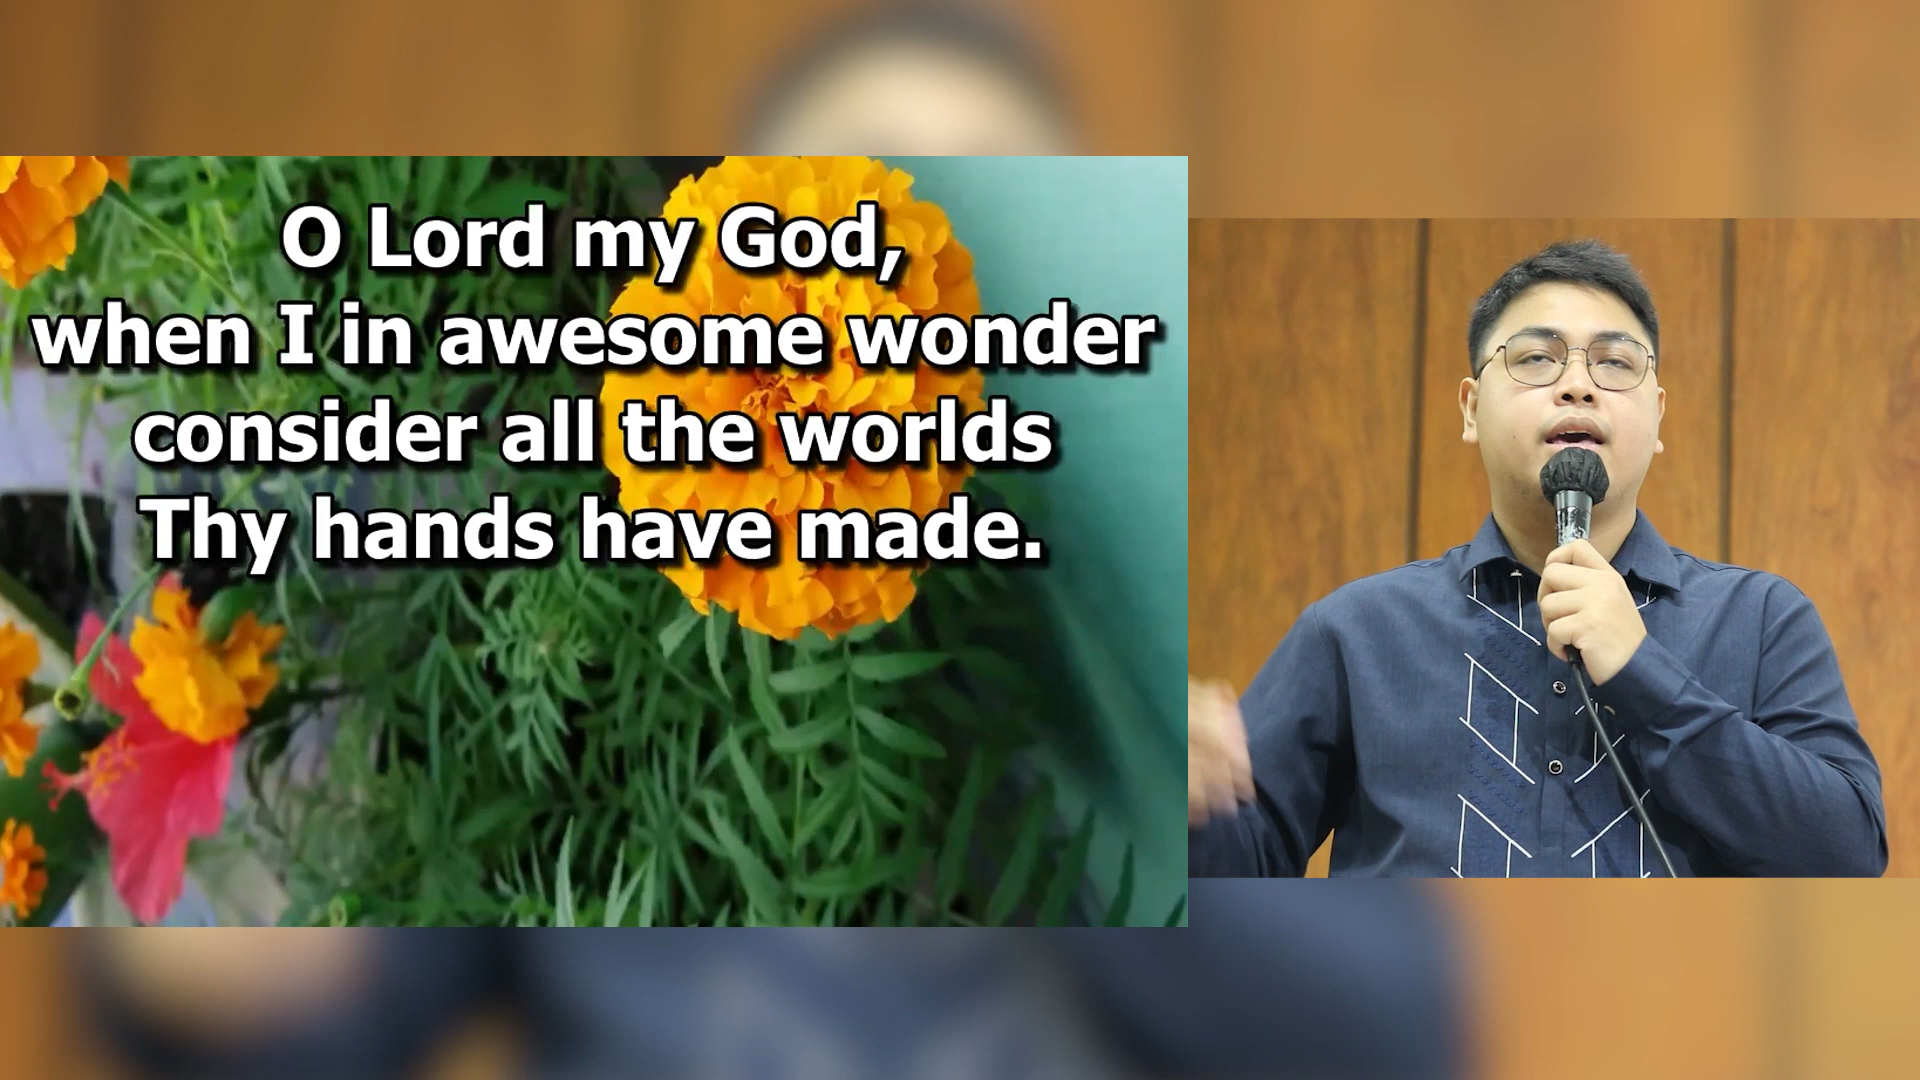 O Lord my God,
when I in awesome wonder
consider all the worlds
Thy hands have made.